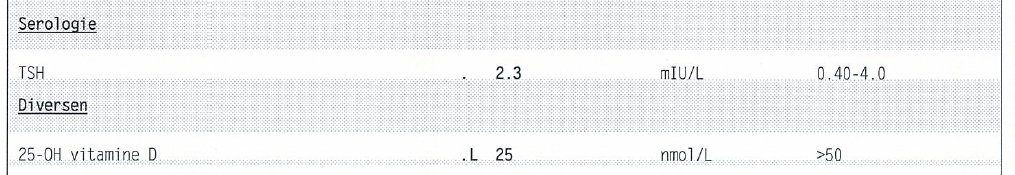 Serologie
TSH . 2.3 mIU/L 0.40-4.0
Diversen
25-OH vitamine D .L 25 nmol/L >50